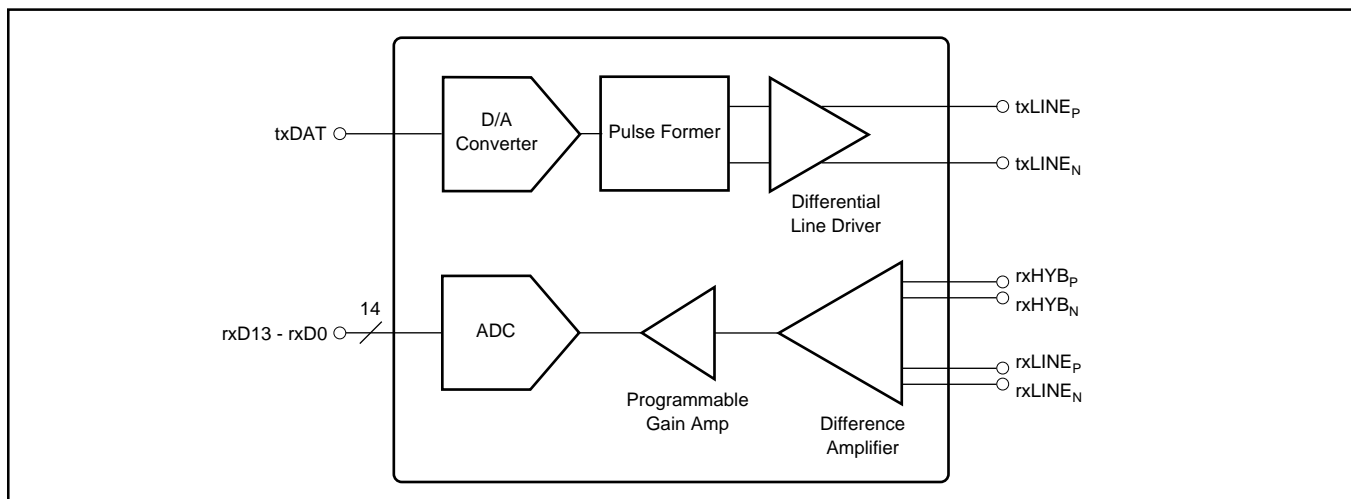 txDAT
D/A
Converter
Pulse Former
Differential
Line Driver
txLINEP
txLINEN
rxD13 - rxD0
14
ADC
Programmable
Gain Amp
Difference
Amplifier
rxHYBP
rxHYBN
rxLINEP
rxLINEN